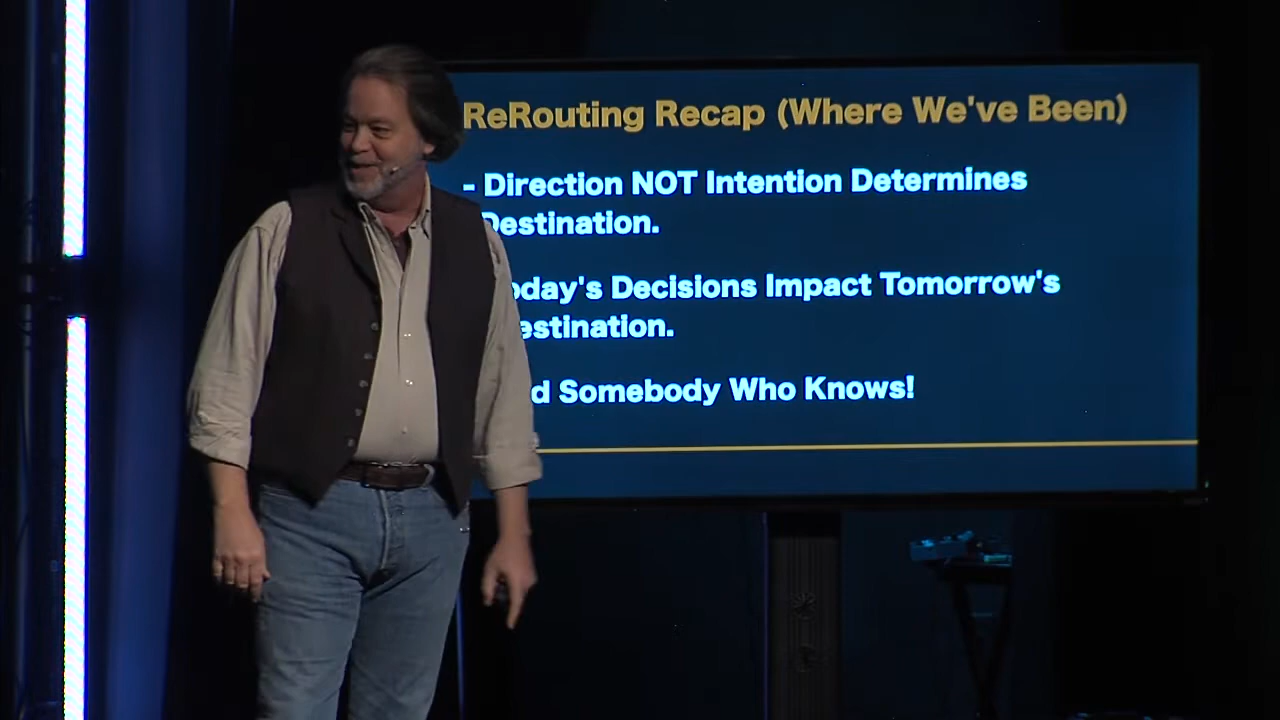 ReRouting Recap (Where We've Been)
- Direction NOT Intention Determines
Destination.
Decisions Impact Tomorrow's
Somebody Who Knows!